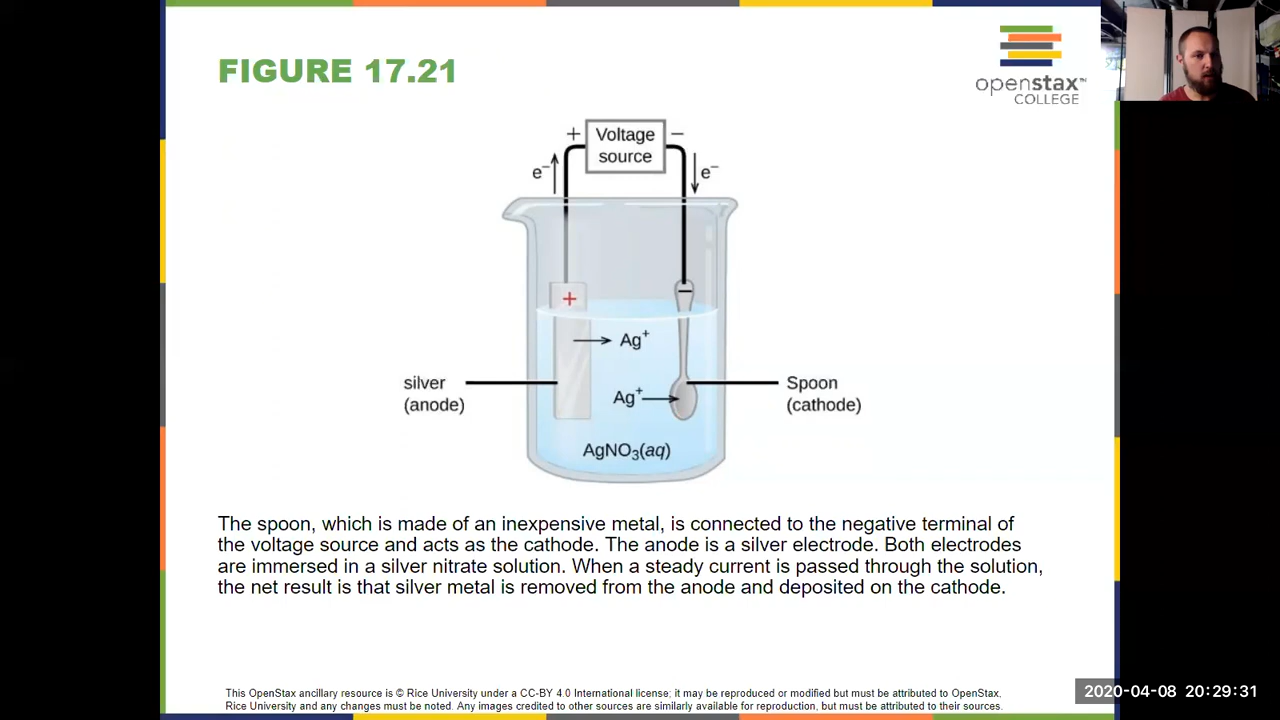 FIGURE 17.21
openstax™
COLLEGE
+ Voltage source −
e⁻
e⁻
+
−
Ag⁺
silver
(anode)
Ag⁺
Spoon
(cathode)
AgNO₃(aq)
The spoon, which is made of an inexpensive metal, is connected to the negative terminal of
the voltage source and acts as the cathode. The anode is a silver electrode. Both electrodes
are immersed in a silver nitrate solution. When a steady current is passed through the solution,
the net result is that silver metal is removed from the anode and deposited on the cathode.
This OpenStax ancillary resource is © Rice University under a CC-BY 4.0 International license; it may be reproduced or modified but must be attributed to OpenStax,
Rice University and any changes must be noted. Any images credited to other sources are similarly available for reproduction, but must be attributed to their sources.
2020-04-08 20:29:31